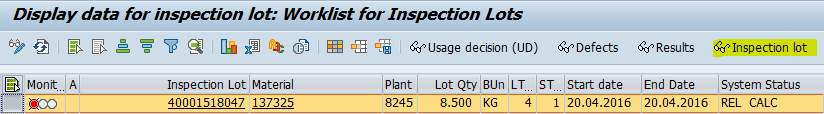 Display data for inspection lot: Worklist for Inspection Lots
Usage decision (UD) Defects Results Inspection lot
Monit... A Inspection Lot Material Plant Lot Qty BUn LT... ST... Start date End Date System Status
40001518047 137325 8245 8.500 KG 4 1 20.04.2016 20.04.2016 REL CALC